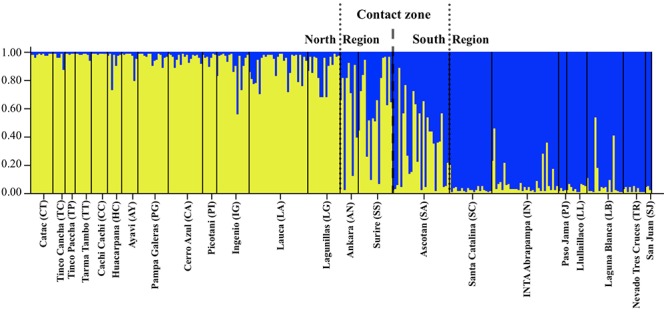 Contact zone
North Region
South Region
1.00
0.80
0.60
0.40
0.20
0.00
Catac (CT)
Tinco Cancha (TC)
Tinco Paccha (TP)
Tarma Tambo (TT)
Cachi Cachi (CC)
Huacarpana (HC)
Ayavi (AY)
Pampa Galeras (PG)
Cerro Azul (CA)
Picotani (PI)
Ingenio (IG)
Lauca (LA)
Lagunillas (LG)
Ankara (AN)
Surire (SS)
Ascotan (SA)
Santa Catalina (SC)
INTA Abrapampa (IN)
Paso Jama (PJ)
Llullaillaco (LL)
Laguna Blanca (LB)
Nevado Tres Cruces (TR)
San Juan (SJ)